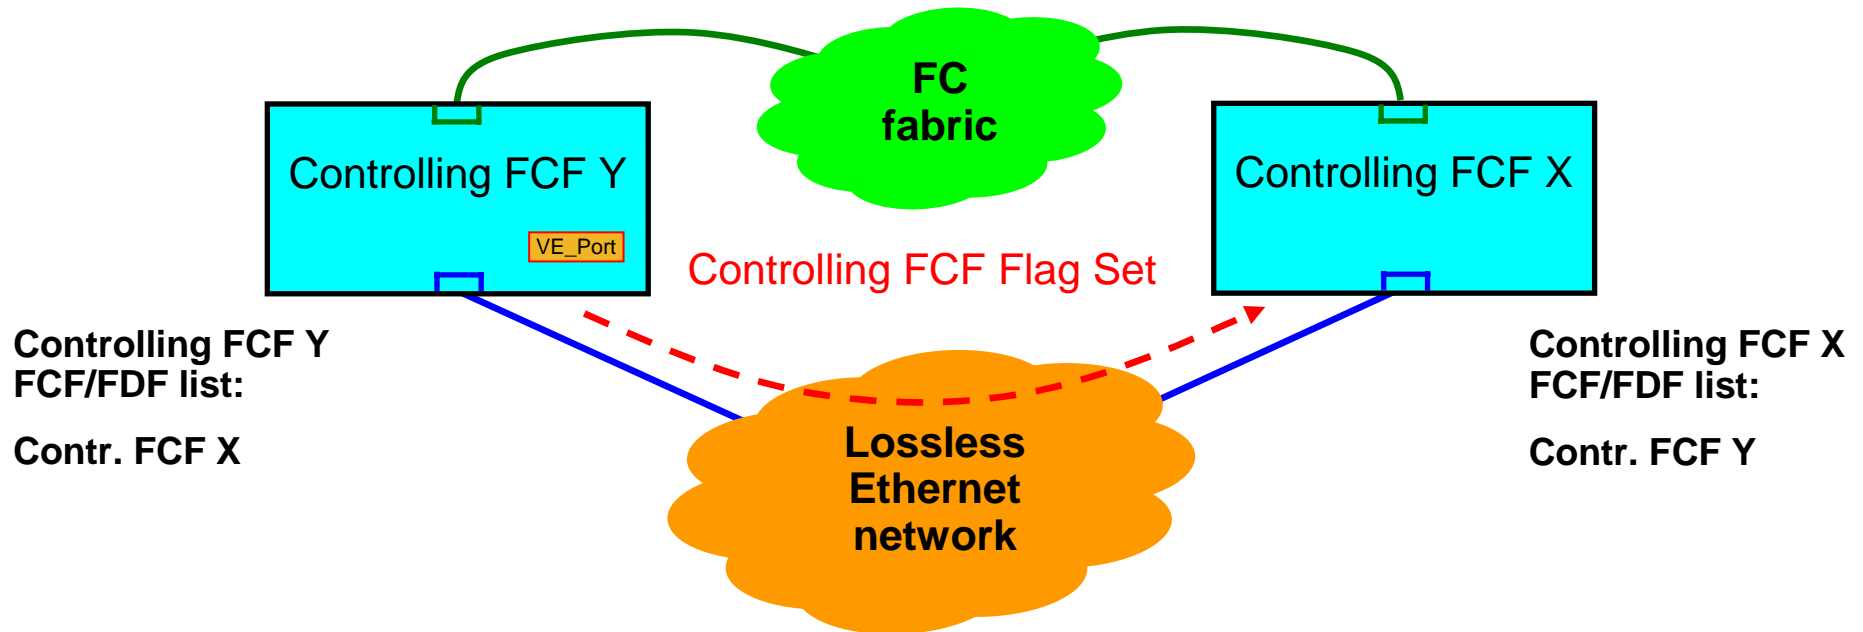 FC
fabric
Controlling FCF Y
Controlling FCF X
VE_Port
Controlling FCF Flag Set
Controlling FCF Y
FCF/FDF list:
Contr. FCF X
Controlling FCF X
FCF/FDF list:
Contr. FCF Y
Lossless
Ethernet
network